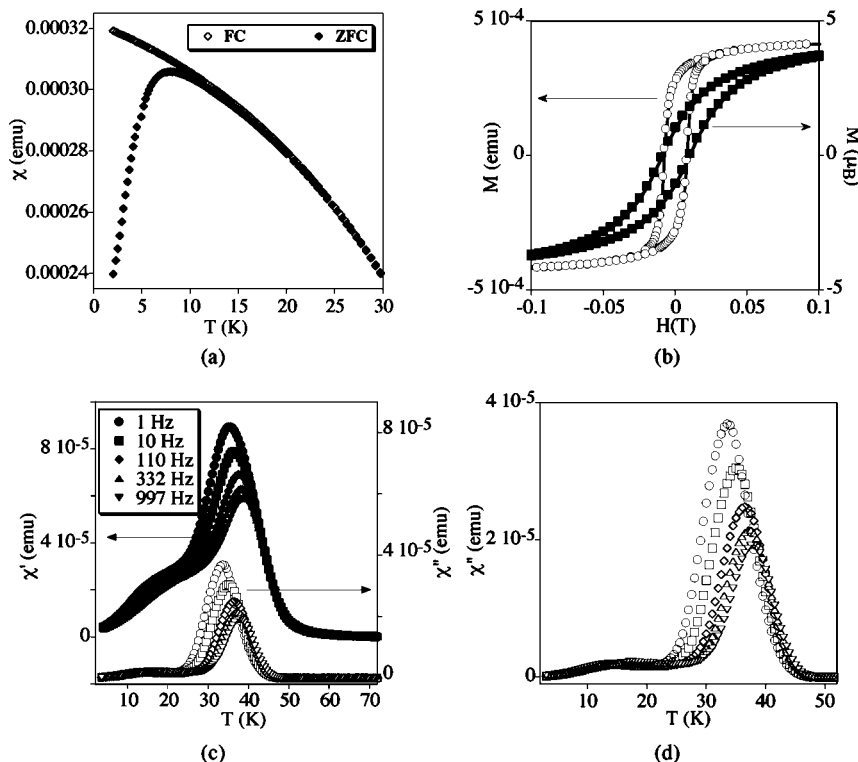 FC ZFC
χ (emu)
0.00032
0.00030
0.00028
0.00026
0.00024
0 5 10 15 20 25 30
T (K)
(a)
M (emu)
5 10-4
0
-5 10-4
M (μB)
5
0
-5
-0.1 -0.05 0 0.05 0.1
H(T)
(b)
1 Hz
10 Hz
110 Hz
332 Hz
997 Hz
χ' (emu)
8 10-5
4 10-5
0
χ" (emu)
8 10-5
4 10-5
0
10 20 30 40 50 60 70
T (K)
(c)
χ" (emu)
4 10-5
2 10-5
0
10 20 30 40 50
T (K)
(d)